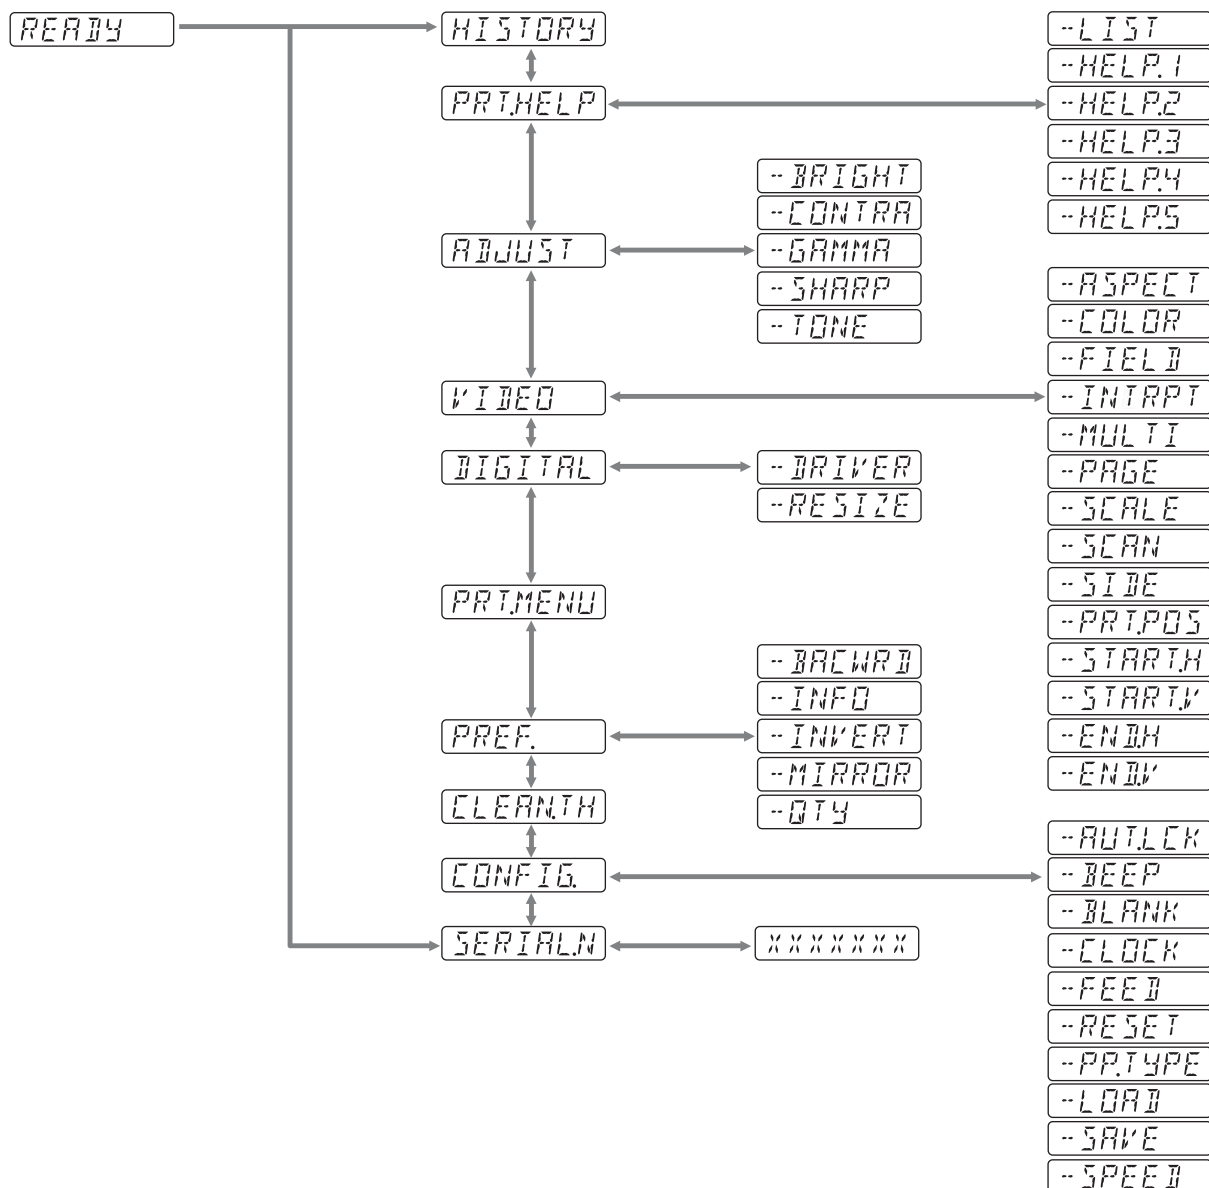 READY
HISTORY
PRT.HELP
ADJUST
VIDEO
DIGITAL
PRT.MENU
PREF.
CLEAN.TH
CONFIG.
SERIAL.N
-BRIGHT
-CONTRA
-GAMMA
-SHARP
-TONE
-DRIVER
-RESIZE
-BACWRD
-INFO
-INVERT
-MIRROR
-QTY
XXXXXXX
-LIST
-HELP.1
-HELP.2
-HELP.3
-HELP.4
-HELP.5
-ASPECT
-COLOR
-FIELD
-INTRPT
-MULTI
-PAGE
-SCALE
-SCAN
-SIDE
-PRT.POS
-START.H
-START.V
-END.H
-END.V
-AUT.LCK
-BEEP
-BLANK
-CLOCK
-FEED
-RESET
-PP.TYPE
-LOAD
-SAVE
-SPEED